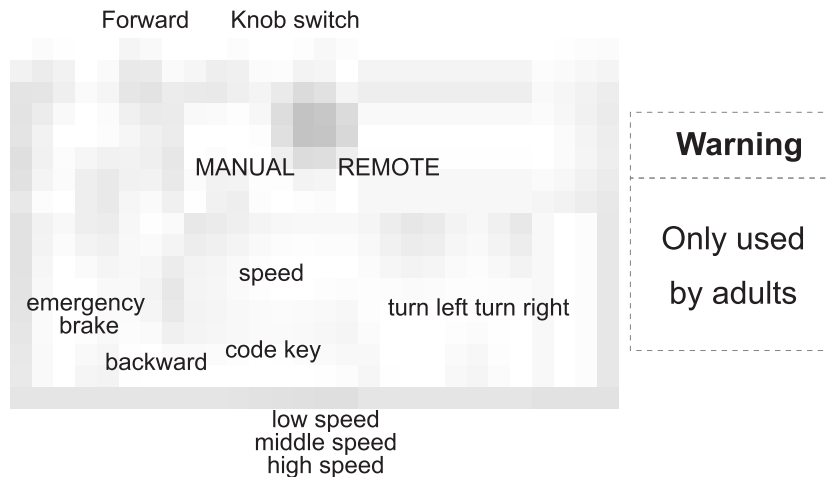 Forward Knob switch
MANUAL REMOTE
speed
emergency
brake
turn left turn right
code key
backward
low speed
middle speed
high speed
Warning
Only used
by adults